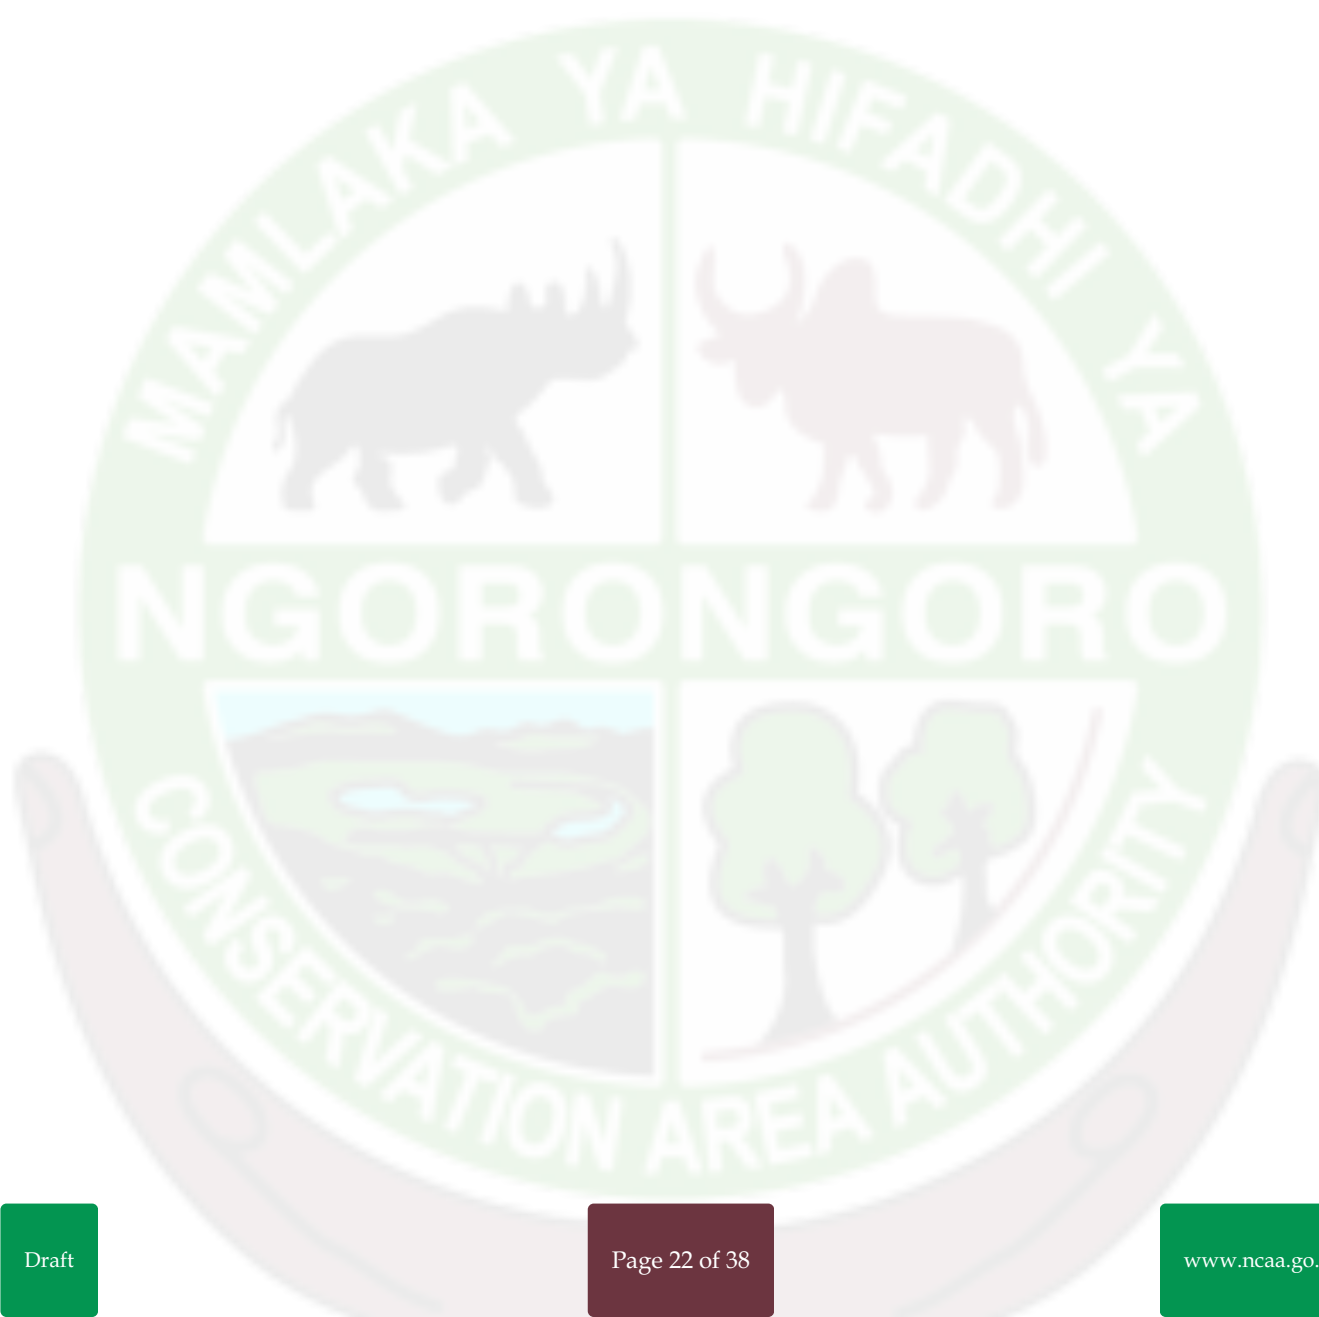 MAMLAKA YA HIFADHI YA
NGORONGORO
CONSERVATION AREA AUTHORITY
Draft
Page 22 of 38
www.ncaa.go.